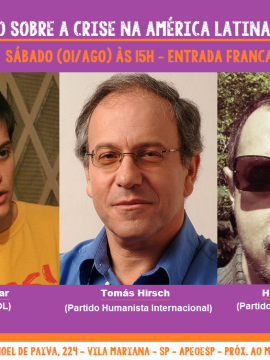 O SOBRE A CRISE NA AMÉRICA LATINA
SÁBADO (01/AGO) ÀS 15H - ENTRADA FRANCA
ar Tomás Hirsch H
OL) (Partido Humanista Internacional) (Partido
NOEL DE PAIVA, 224 - VILA MARIANA - SP - APEOESP - PRÓX. AO M